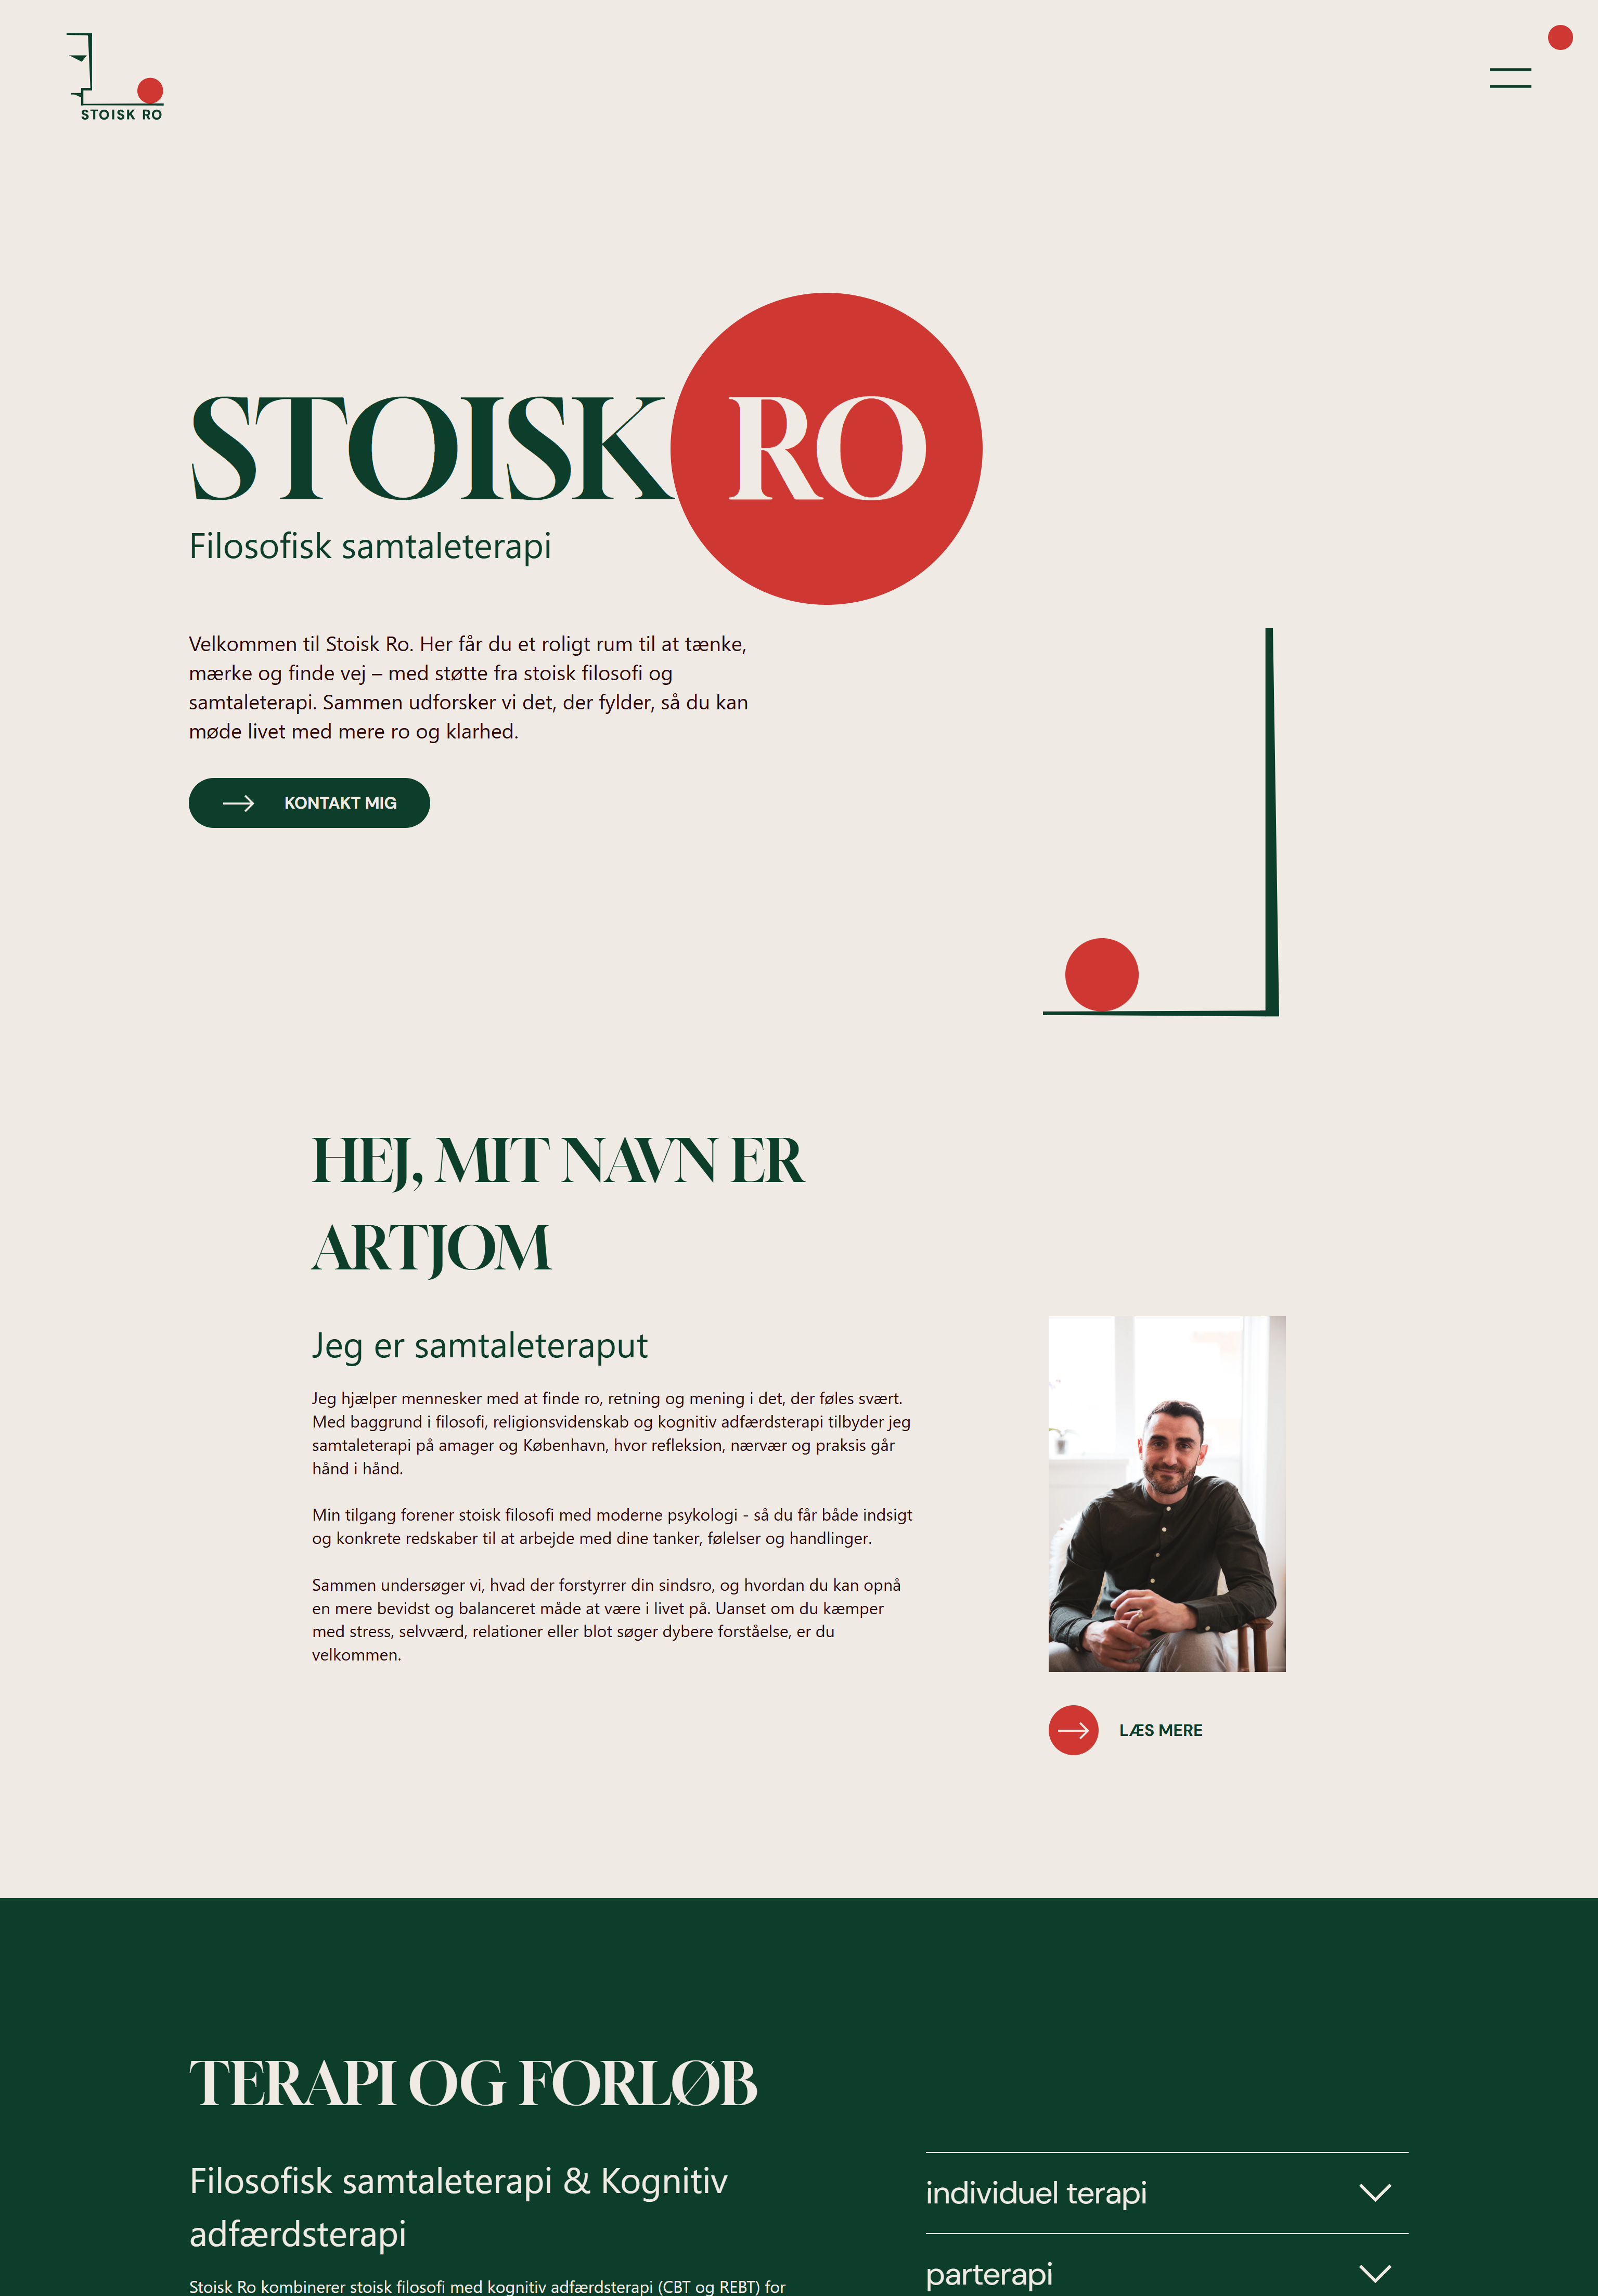 STOISK RO
STOISK RO
Filosofisk samtaleterapi
Velkommen til Stoisk Ro. Her får du et roligt rum til at tænke,
mærke og finde vej – med støtte fra stoisk filosofi og
samtaleterapi. Sammen udforsker vi det, der fylder, så du kan
møde livet med mere ro og klarhed.
KONTAKT MIG
HEJ, MIT NAVN ER
ARTJOM
Jeg er samtaleteraput
Jeg hjælper mennesker med at finde ro, retning og mening i det, der føles svært.
Med baggrund i filosofi, religionsvidenskab og kognitiv adfærdsterapi tilbyder jeg
samtaleterapi på amager og København, hvor refleksion, nærvær og praksis går
hånd i hånd.
Min tilgang forener stoisk filosofi med moderne psykologi - så du får både indsigt
og konkrete redskaber til at arbejde med dine tanker, følelser og handlinger.
Sammen undersøger vi, hvad der forstyrrer din sindsro, og hvordan du kan opnå
en mere bevidst og balanceret måde at være i livet på. Uanset om du kæmper
med stress, selvværd, relationer eller blot søger dybere forståelse, er du
velkommen.
LÆS MERE
TERAPI OG FORLØB
Filosofisk samtaleterapi & Kognitiv
adfærdsterapi
Stoisk Ro kombinerer stoisk filosofi med kognitiv adfærdsterapi (CBT og REBT) for
individuel terapi
parterapi